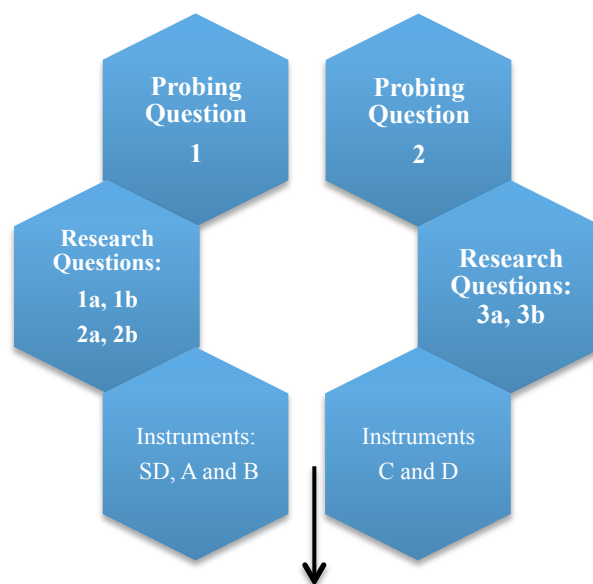 Probing
Question
1
Probing
Question
2
Research
Questions:
1a, 1b
2a, 2b
Research
Questions:
3a, 3b
Instruments:
SD, A and B
Instruments
C and D